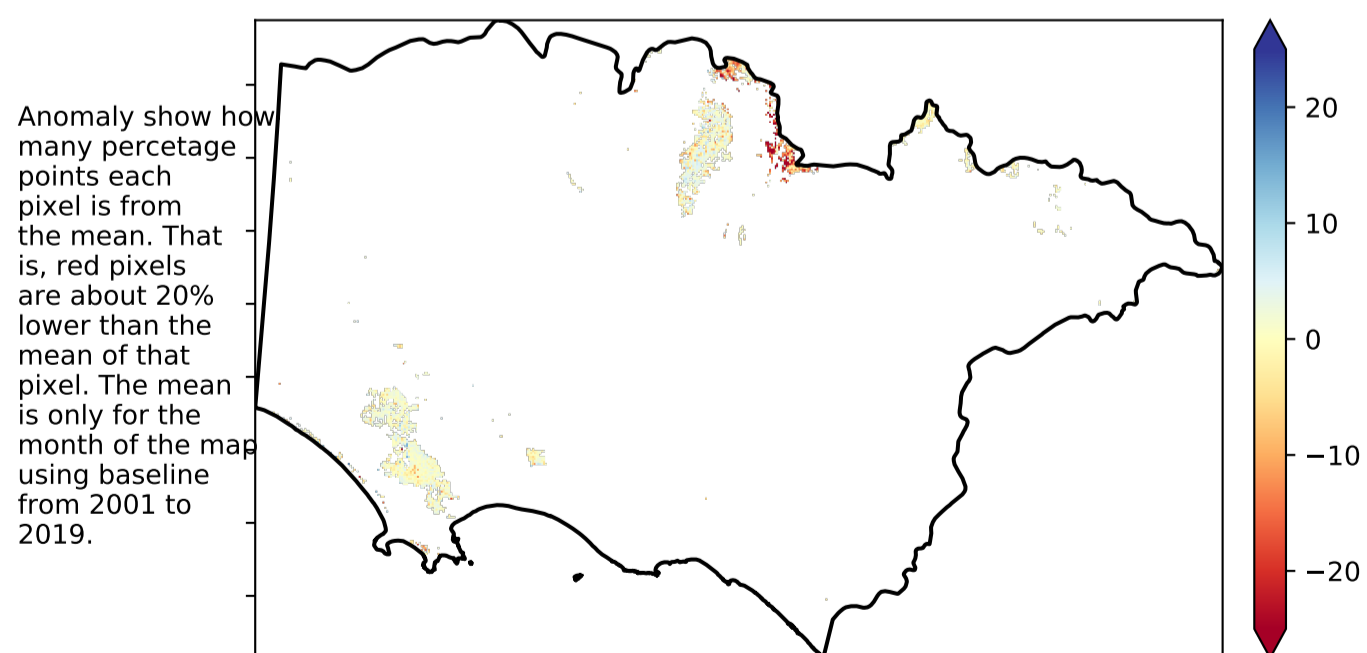 Anomaly show how
many percetage
points each
pixel is from
the mean. That
is, red pixels
are about 20%
lower than the
mean of that
pixel. The mean
is only for the
month of the map
using baseline
from 2001 to
2019.
20
10
0
−10
−20